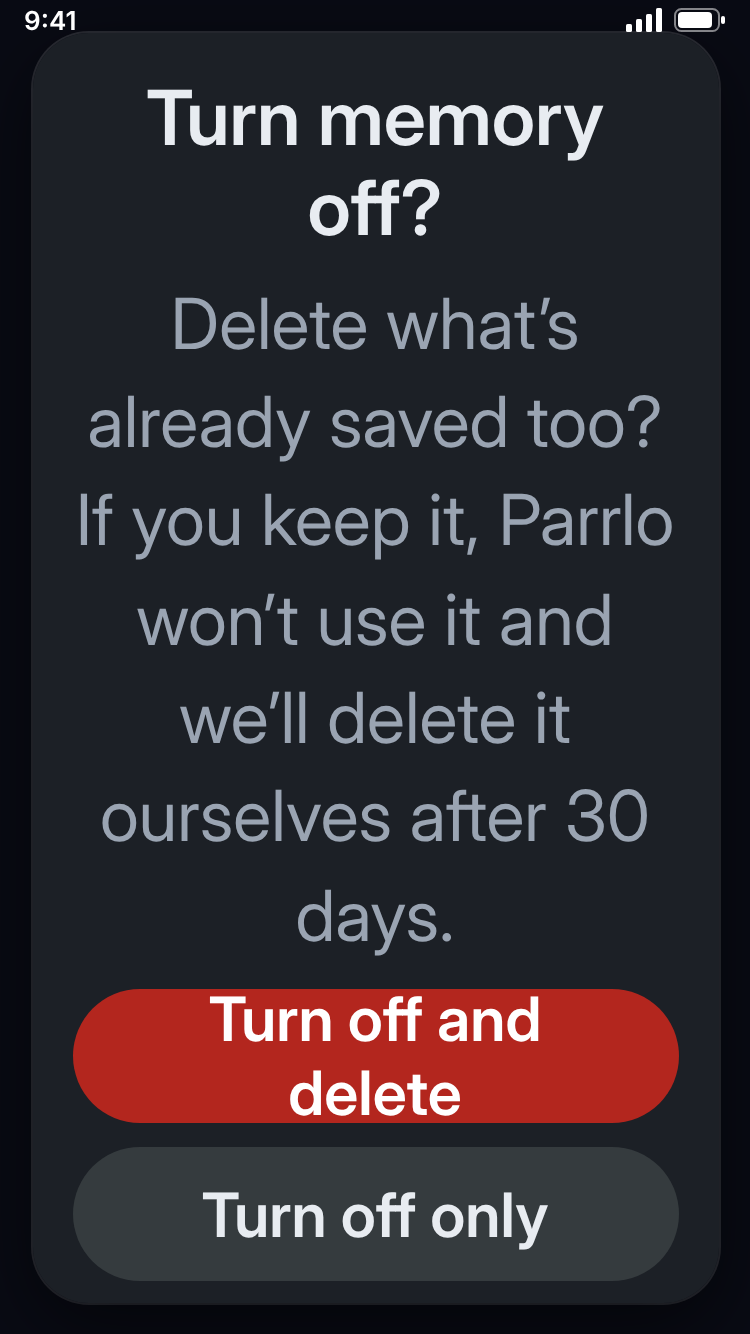 9:41
Turn memory
off?
Delete what’s
already saved too?
If you keep it, Parrlo
won’t use it and
we’ll delete it
ourselves after 30
days.
Turn off and
delete
Turn off only